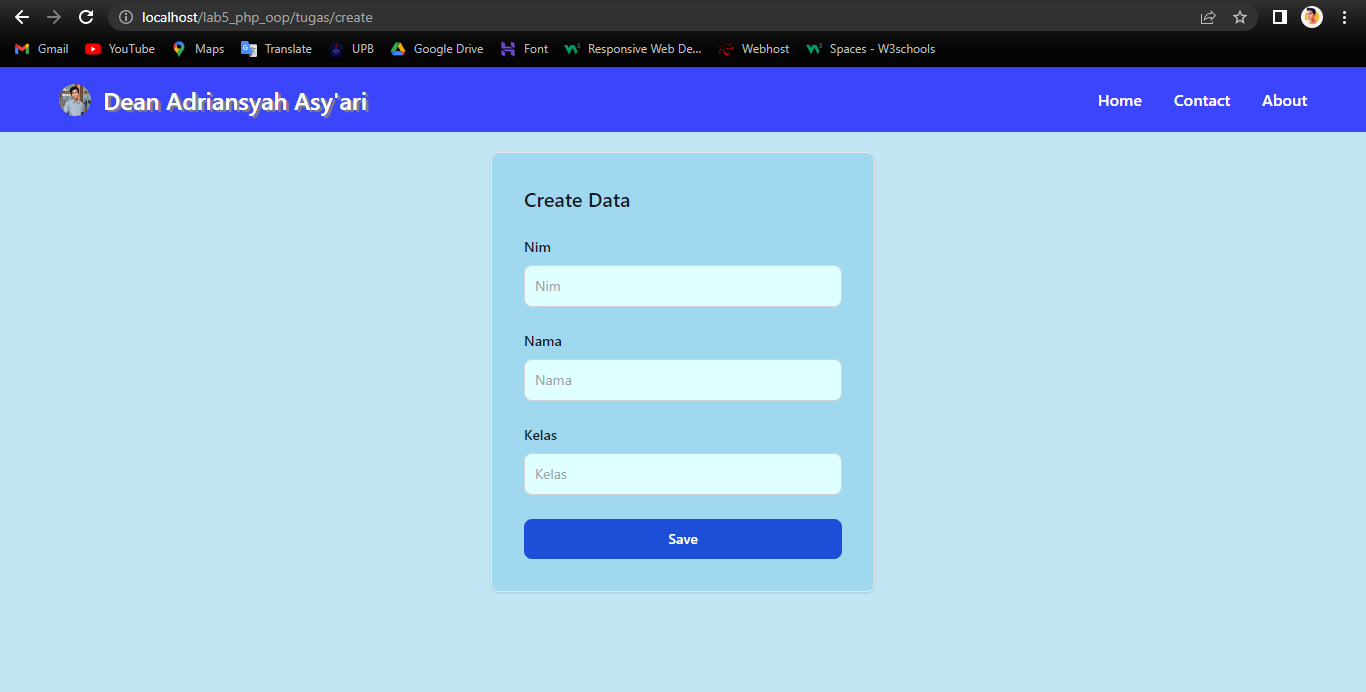 localhost/lab5_php_oop/tugas/create
Gmail YouTube Maps Translate UPB Google Drive Font Responsive Web De... Webhost Spaces - W3schools
Dean Adriansyah Asy'ari Home Contact About
Create Data
Nim
Nim
Nama
Nama
Kelas
Kelas
Save